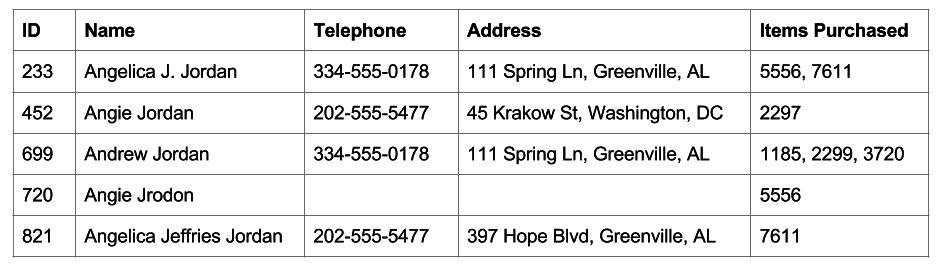 ID Name Telephone Address Items Purchased
233 Angelica J. Jordan 334-555-0178 111 Spring Ln, Greenville, AL 5556, 7611
452 Angie Jordan 202-555-5477 45 Krakow St, Washington, DC 2297
699 Andrew Jordan 334-555-0178 111 Spring Ln, Greenville, AL 1185, 2299, 3720
720 Angie Jrodon 5556
821 Angelica Jeffries Jordan 202-555-5477 397 Hope Blvd, Greenville, AL 7611